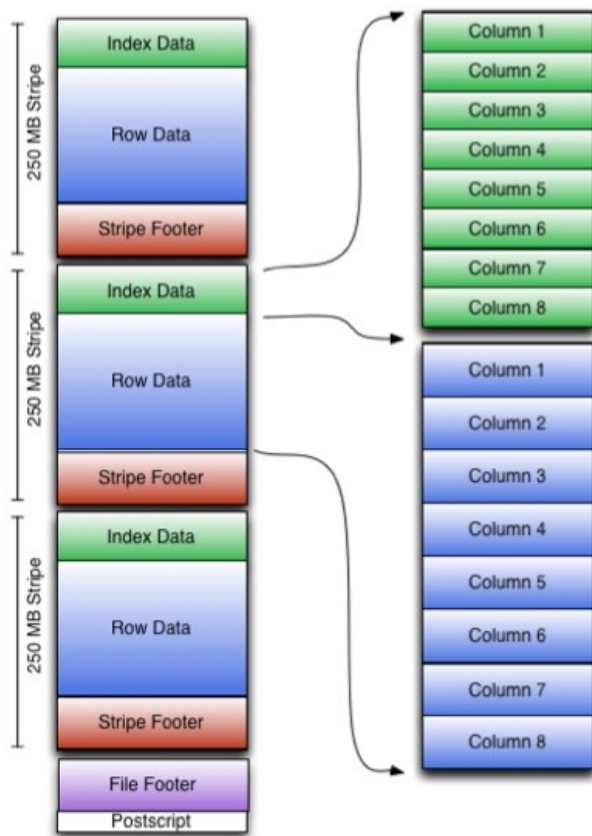 250 MB Stripe
Index Data
Row Data
Stripe Footer
250 MB Stripe
Index Data
Row Data
Stripe Footer
250 MB Stripe
Index Data
Row Data
Stripe Footer
File Footer
Postscript
Column 1
Column 2
Column 3
Column 4
Column 5
Column 6
Column 7
Column 8
Column 1
Column 2
Column 3
Column 4
Column 5
Column 6
Column 7
Column 8